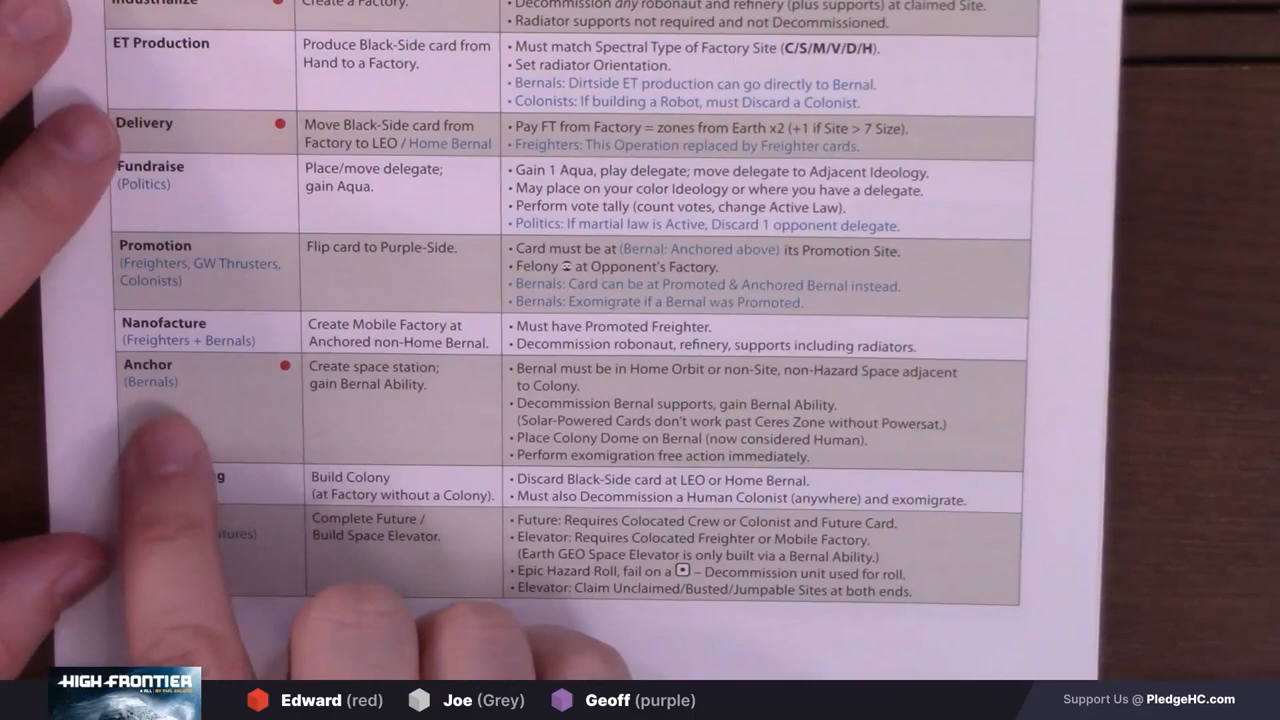 Industrialize
Create a Factory.
• Decommission any robonaut and refinery (plus supports) at claimed Site.
• Radiator supports not required and not Decommissioned.
ET Production
Produce Black-Side card from
Hand to a Factory.
• Must match Spectral Type of Factory Site (C/S/M/V/D/H).
• Set radiator Orientation.
• Bernals: Dirtside ET production can go directly to Bernal.
• Colonists: If building a Robot, must Discard a Colonist.
Delivery
Move Black-Side card from
Factory to LEO / Home Bernal
• Pay FT from Factory = zones from Earth x2 (+1 if Site > 7 Size).
• Freighters: This Operation replaced by Freighter cards.
Fundraise
(Politics)
Place/move delegate;
gain Aqua.
• Gain 1 Aqua, play delegate; move delegate to Adjacent Ideology.
• May place on your color Ideology or where you have a delegate.
• Perform vote tally (count votes, change Active Law).
• Politics: If martial law is Active, Discard 1 opponent delegate.
Promotion
(Freighters, GW Thrusters,
Colonists)
Flip card to Purple-Side.
• Card must be at (Bernal: Anchored above) its Promotion Site.
• Felony at Opponent's Factory.
• Bernals: Card can be at Promoted & Anchored Bernal instead.
• Bernals: Exomigrate if a Bernal was Promoted.
Nanofacture
(Freighters + Bernals)
Create Mobile Factory at
Anchored non-Home Bernal.
• Must have Promoted Freighter.
• Decommission robonaut, refinery, supports including radiators.
Anchor
(Bernals)
Create space station;
gain Bernal Ability.
• Bernal must be in Home Orbit or non-Site, non-Hazard Space adjacent
to Colony.
• Decommission Bernal supports, gain Bernal Ability.
(Solar-Powered Cards don't work past Ceres Zone without Powersat.)
• Place Colony Dome on Bernal (now considered Human).
• Perform exomigration free action immediately.
g
Build Colony
(at Factory without a Colony).
• Discard Black-Side card at LEO or Home Bernal.
• Must also Decommission a Human Colonist (anywhere) and exomigrate.
utures)
Complete Future /
Build Space Elevator.
• Future: Requires Colocated Crew or Colonist and Future Card.
• Elevator: Requires Colocated Freighter or Mobile Factory.
(Earth GEO Space Elevator is only built via a Bernal Ability.)
• Epic Hazard Roll, fail on a – Decommission unit used for roll.
• Elevator: Claim Unclaimed/Busted/Jumpable Sites at both ends.
HIGH FRONTIER
4 ALL
Edward (red)
Joe (Grey)
Geoff (purple)
Support Us @ PledgeHC.com